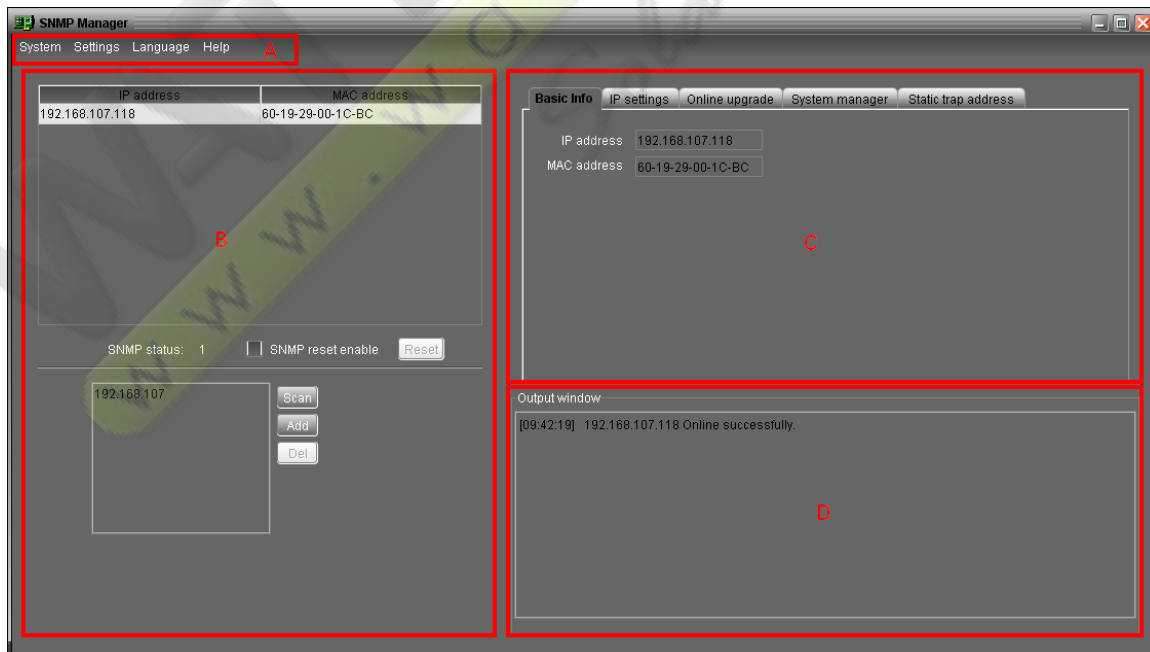 SNMP Manager
System Settings Language Help
A
IP address MAC address
192.168.107.118 60-19-29-00-1C-BC
B
SNMP status: 1 SNMP reset enable Reset
192.168.107
Scan
Add
Del
Basic Info IP settings Online upgrade System manager Static trap address
IP address 192.168.107.118
MAC address 60-19-29-00-1C-BC
C
Output window
[09:42:19] 192.168.107.118 Online successfully.
D